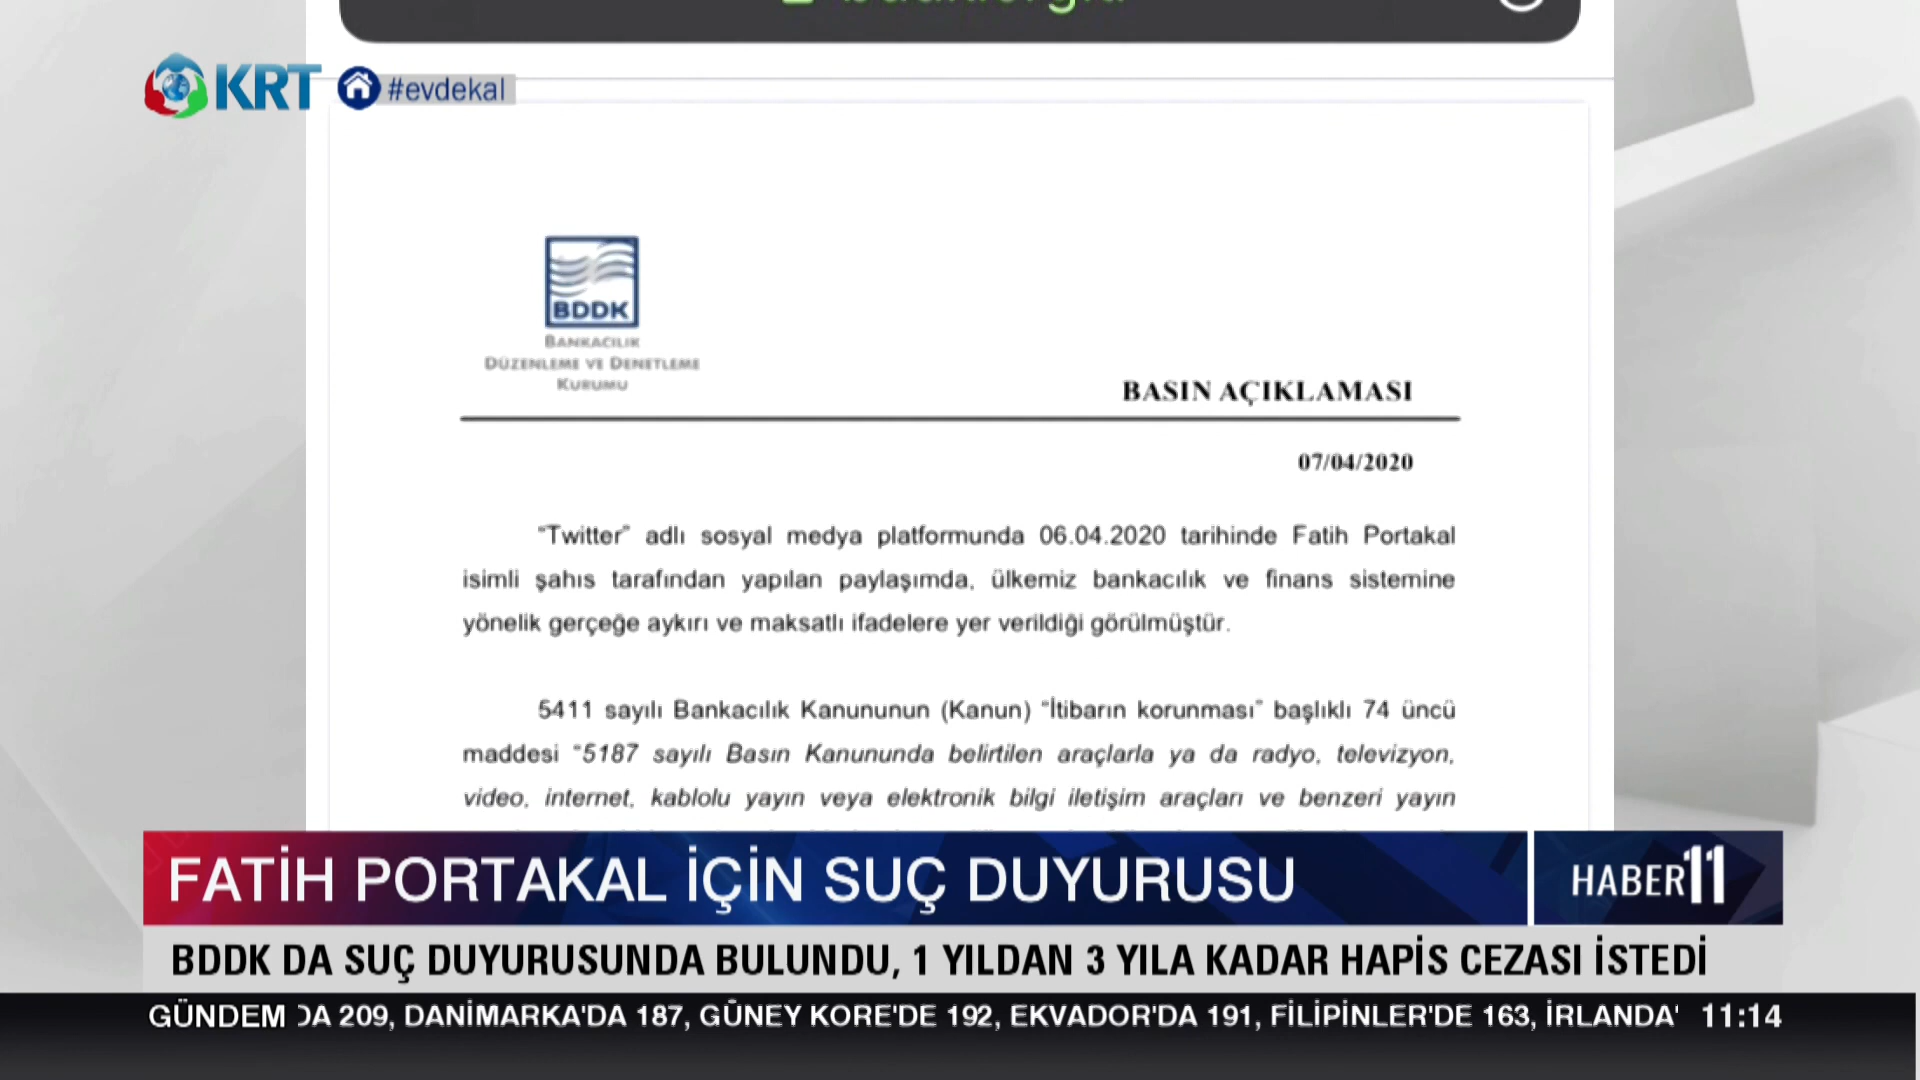 KRT #evdekal
BDDK
BANKACILIK
DÜZENLEME VE DENETLEME
KURUMU
BASIN AÇIKLAMASI
07/04/2020
“Twitter” adlı sosyal medya platformunda 06.04.2020 tarihinde Fatih Portakal
isimli şahıs tarafından yapılan paylaşımda, ülkemiz bankacılık ve finans sistemine
yönelik gerçeğe aykırı ve maksatlı ifadelere yer verildiği görülmüştür.
5411 sayılı Bankacılık Kanununun (Kanun) “İtibarın korunması” başlıklı 74 üncü
maddesi “5187 sayılı Basın Kanununda belirtilen araçlarla ya da radyo, televizyon,
video, internet, kablolu yayın veya elektronik bilgi iletişim araçları ve benzeri yayın
FATİH PORTAKAL İÇİN SUÇ DUYURUSU
HABER11
BDDK DA SUÇ DUYURUSUNDA BULUNDU, 1 YILDAN 3 YILA KADAR HAPİS CEZASI İSTEDİ
GÜNDEM DA 209, DANİMARKA'DA 187, GÜNEY KORE'DE 192, EKVADOR'DA 191, FİLİPİNLER'DE 163, İRLANDA' 11:14